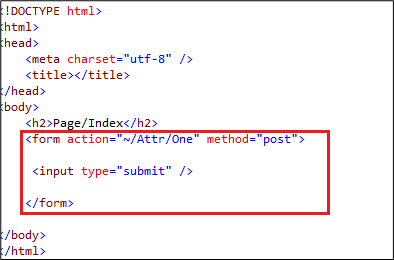 <!DOCTYPE html>
<html>
<head>
<meta charset="utf-8" />
<title></title>
</head>
<body>
<h2>Page/Index</h2>
<form action="~/Attr/One" method="post">
<input type="submit" />
</form>
</body>
</html>